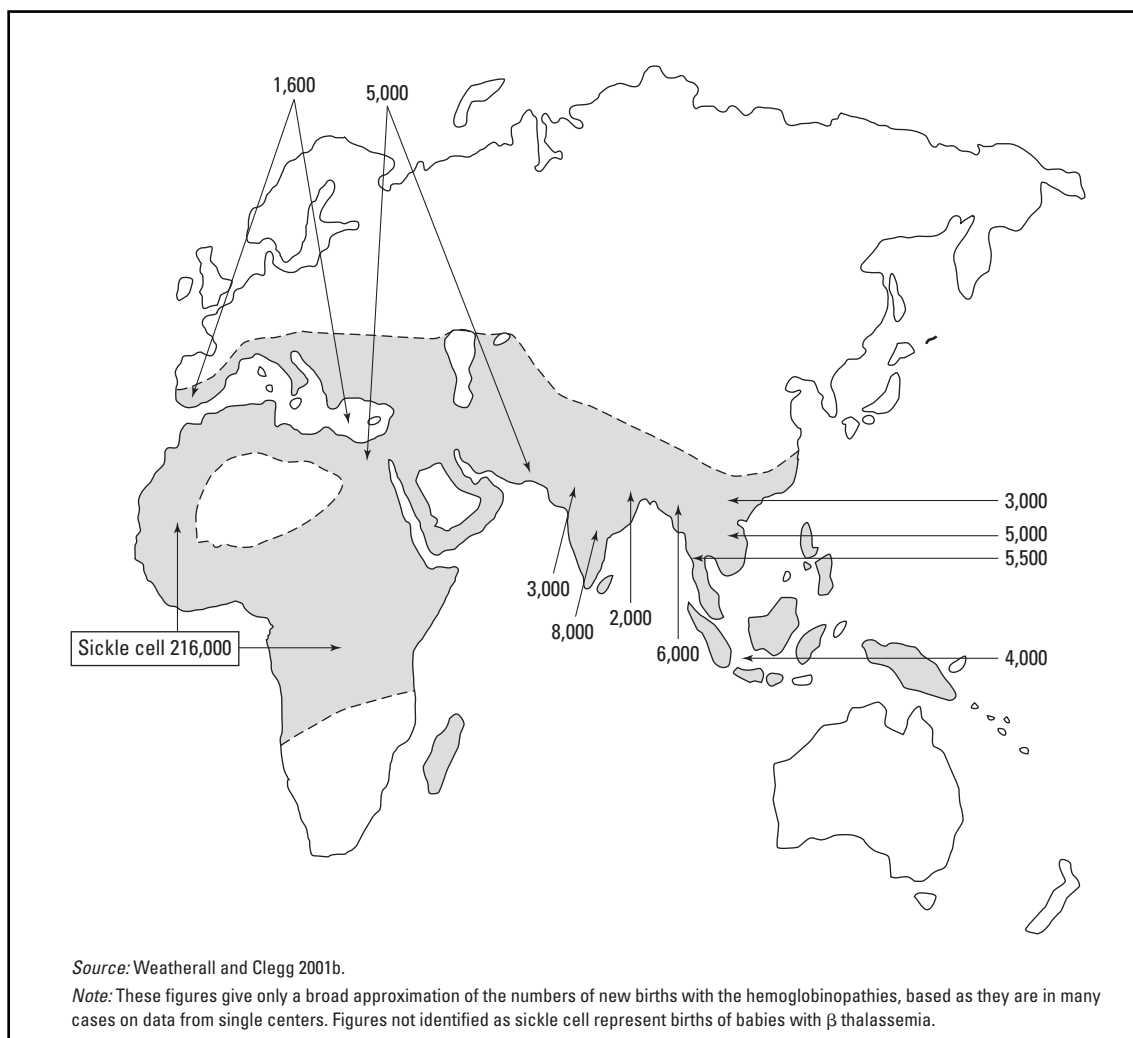 1,600
5,000
3,000
5,000
5,500
3,000
8,000
2,000
6,000
4,000
Sickle cell 216,000
Source: Weatherall and Clegg 2001b.
Note: These figures give only a broad approximation of the numbers of new births with the hemoglobinopathies, based as they are in many
cases on data from single centers. Figures not identified as sickle cell represent births of babies with β thalassemia.